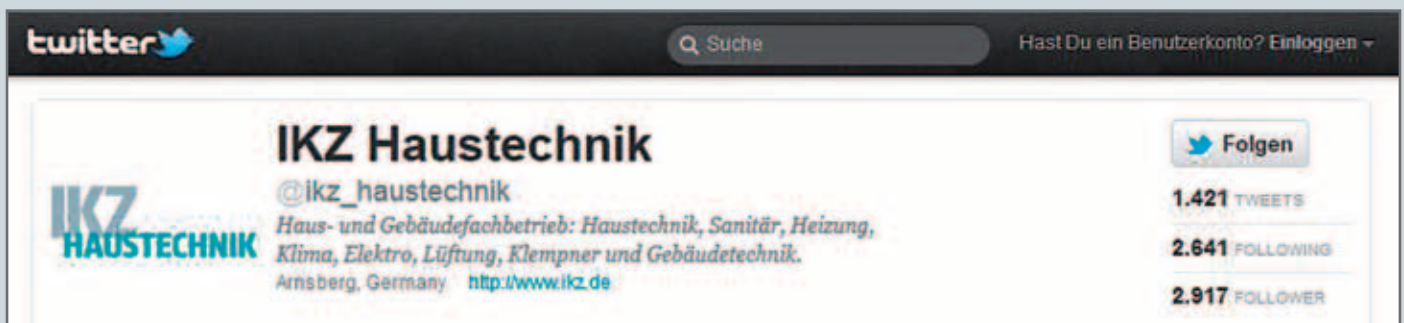 twitter
Suche
Hast Du ein Benutzerkonto? Einloggen
IKZ
HAUSTECHNIK
IKZ Haustechnik
@ikz_haustechnik
Haus- und Gebäudefachbetrieb: Haustechnik, Sanitär, Heizung,
Klima, Elektro, Lüftung, Klempner und Gebäudetechnik.
Arnsberg, Germany http://www.ikz.de
Folgen
1.421 TWEETS
2.641 FOLLOWING
2.917 FOLLOWER